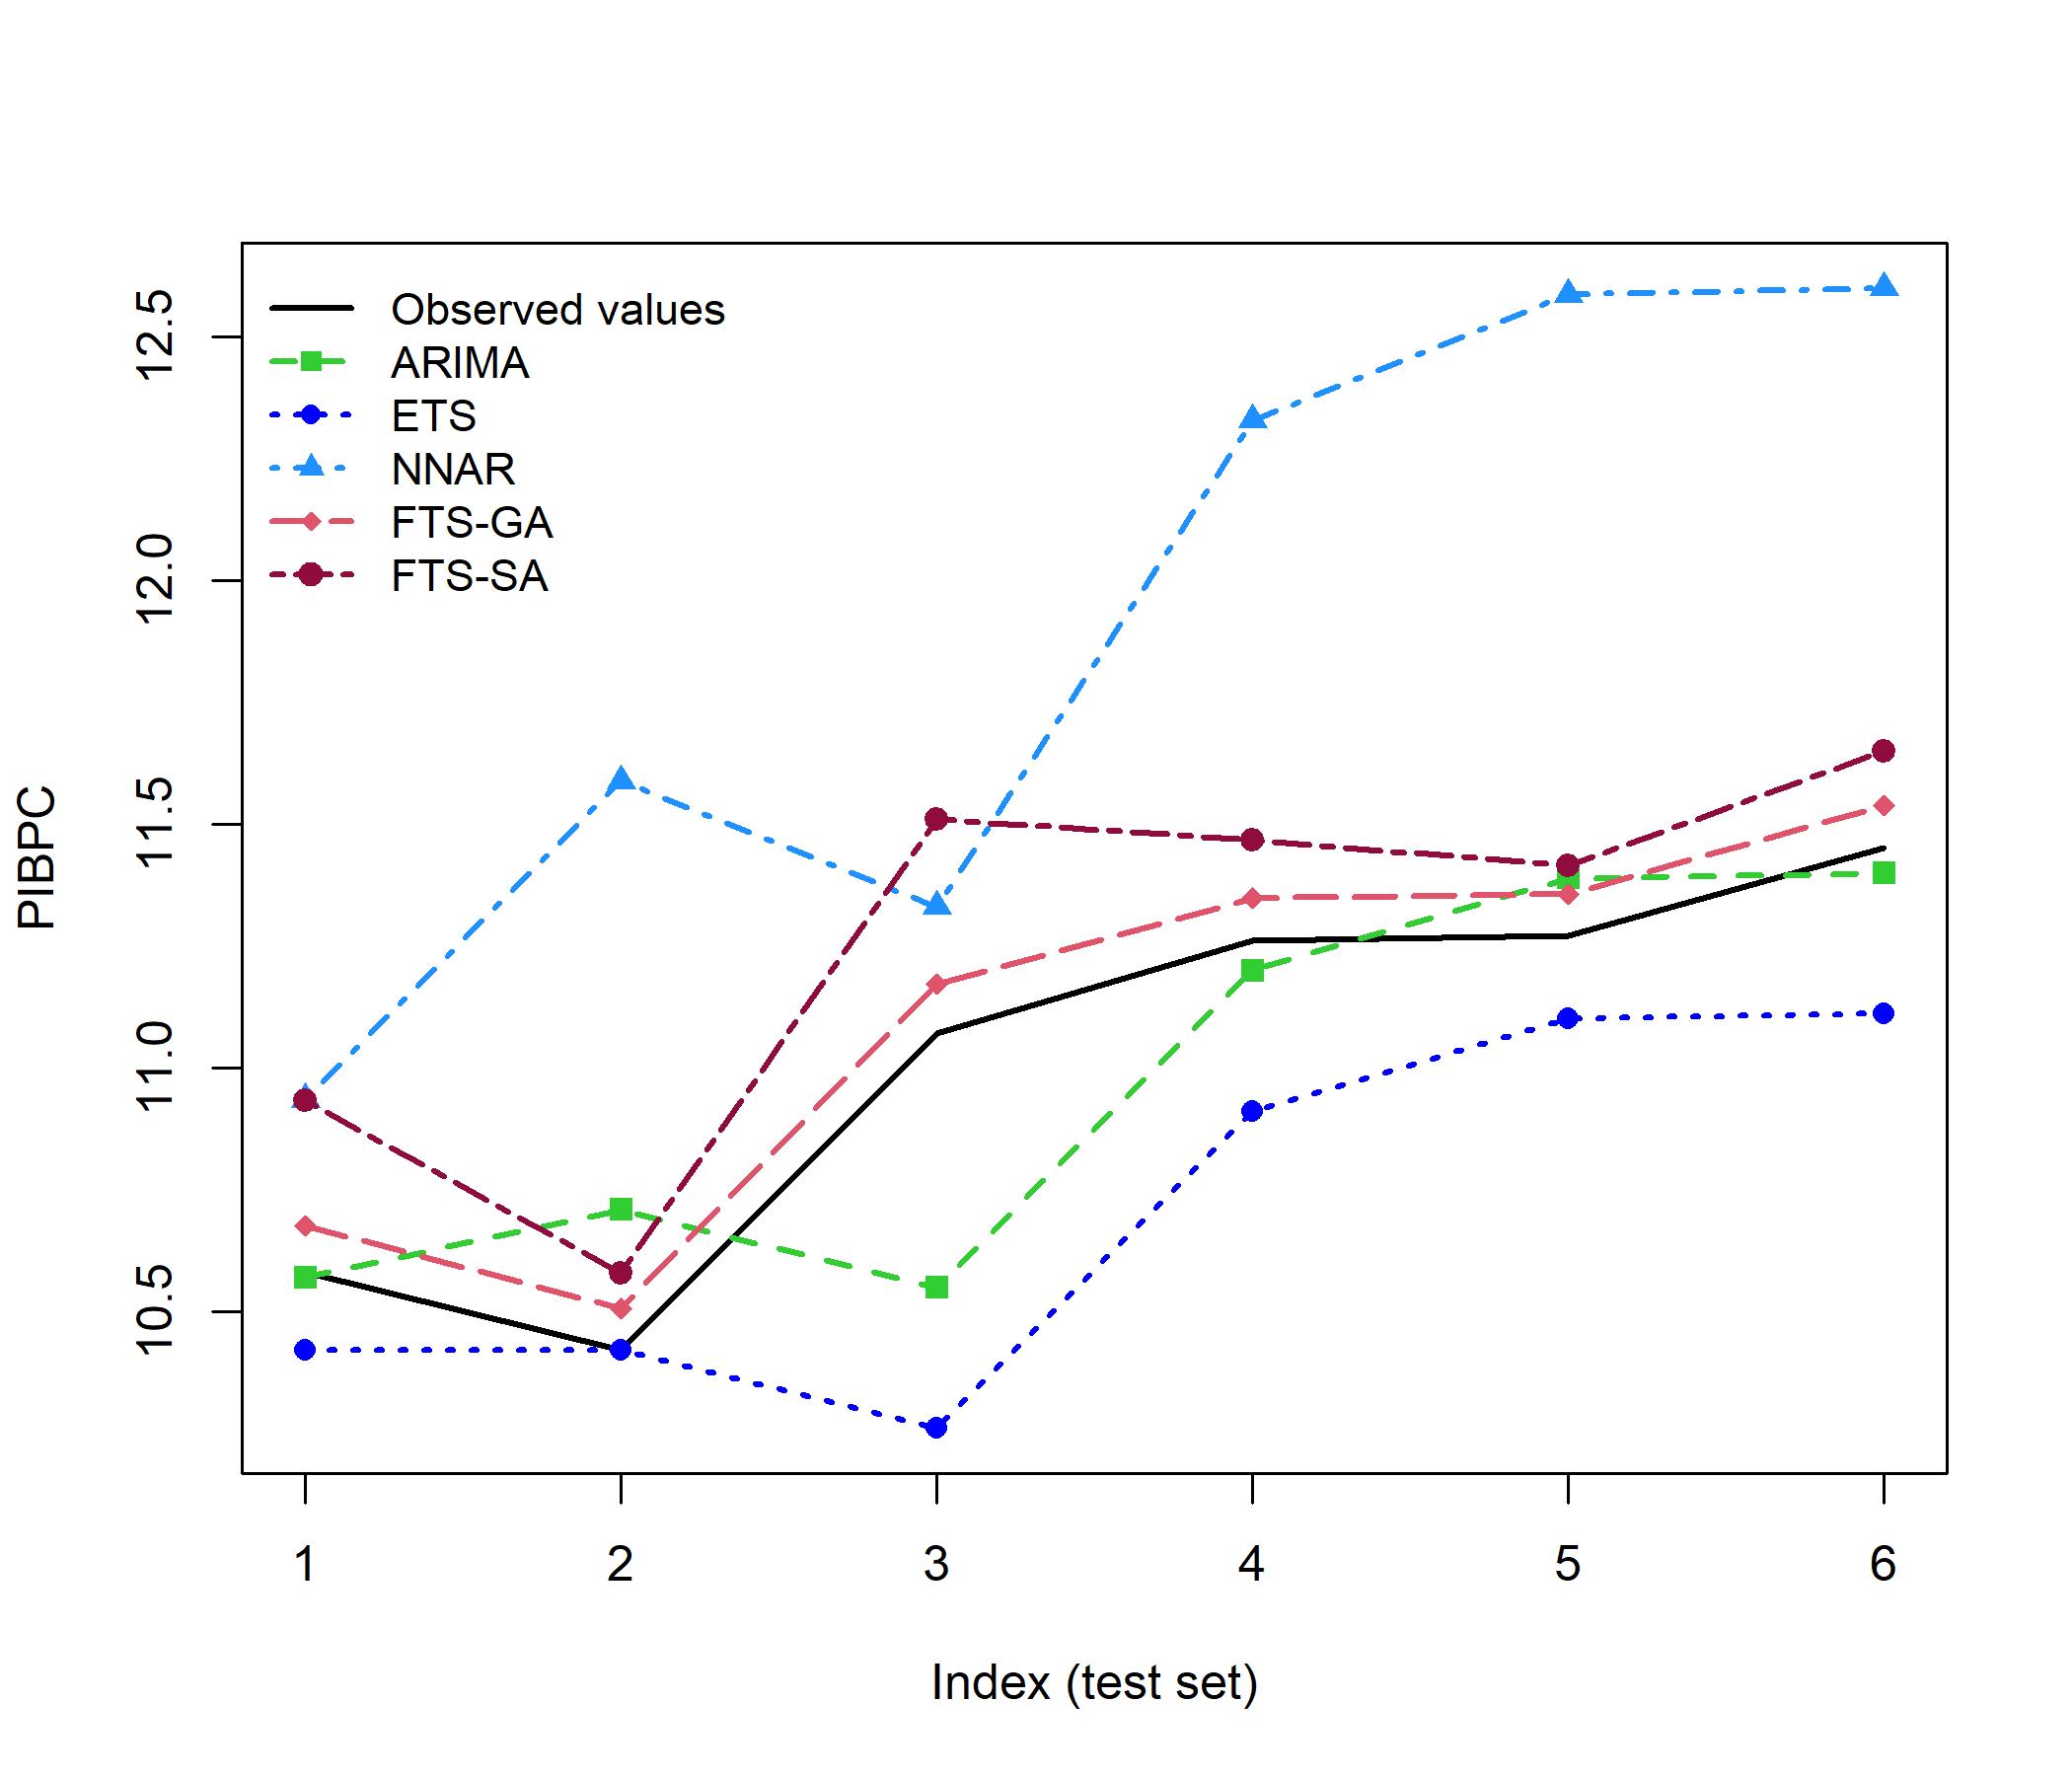 Observed values
ARIMA
ETS
NNAR
FTS-GA
FTS-SA
12.5
12.0
11.5
11.0
10.5
PIBPC
1 2 3 4 5 6
Index (test set)